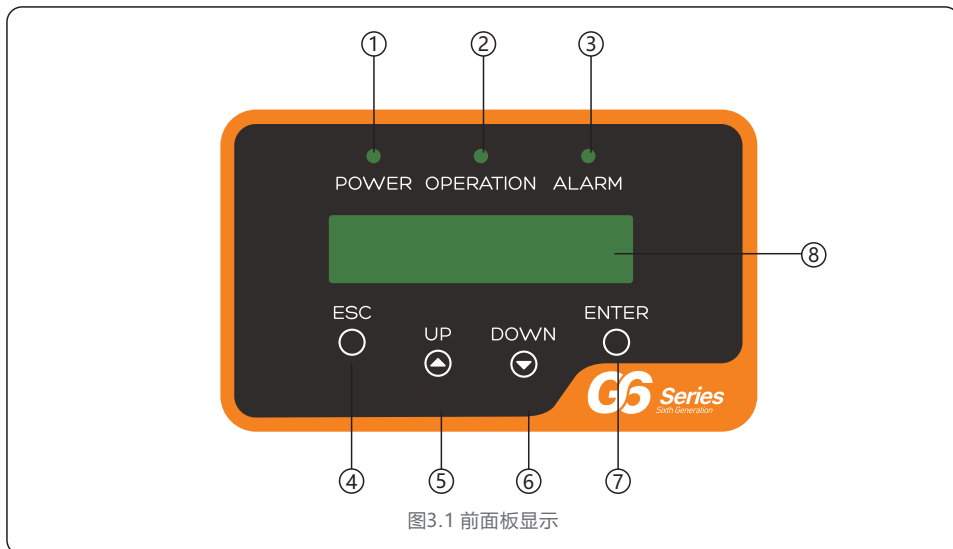 ① ② ③
POWER OPERATION ALARM
⑧
ESC UP DOWN ENTER
G6 Series
Sixth Generation
④ ⑤ ⑥ ⑦
图3.1 前面板显示